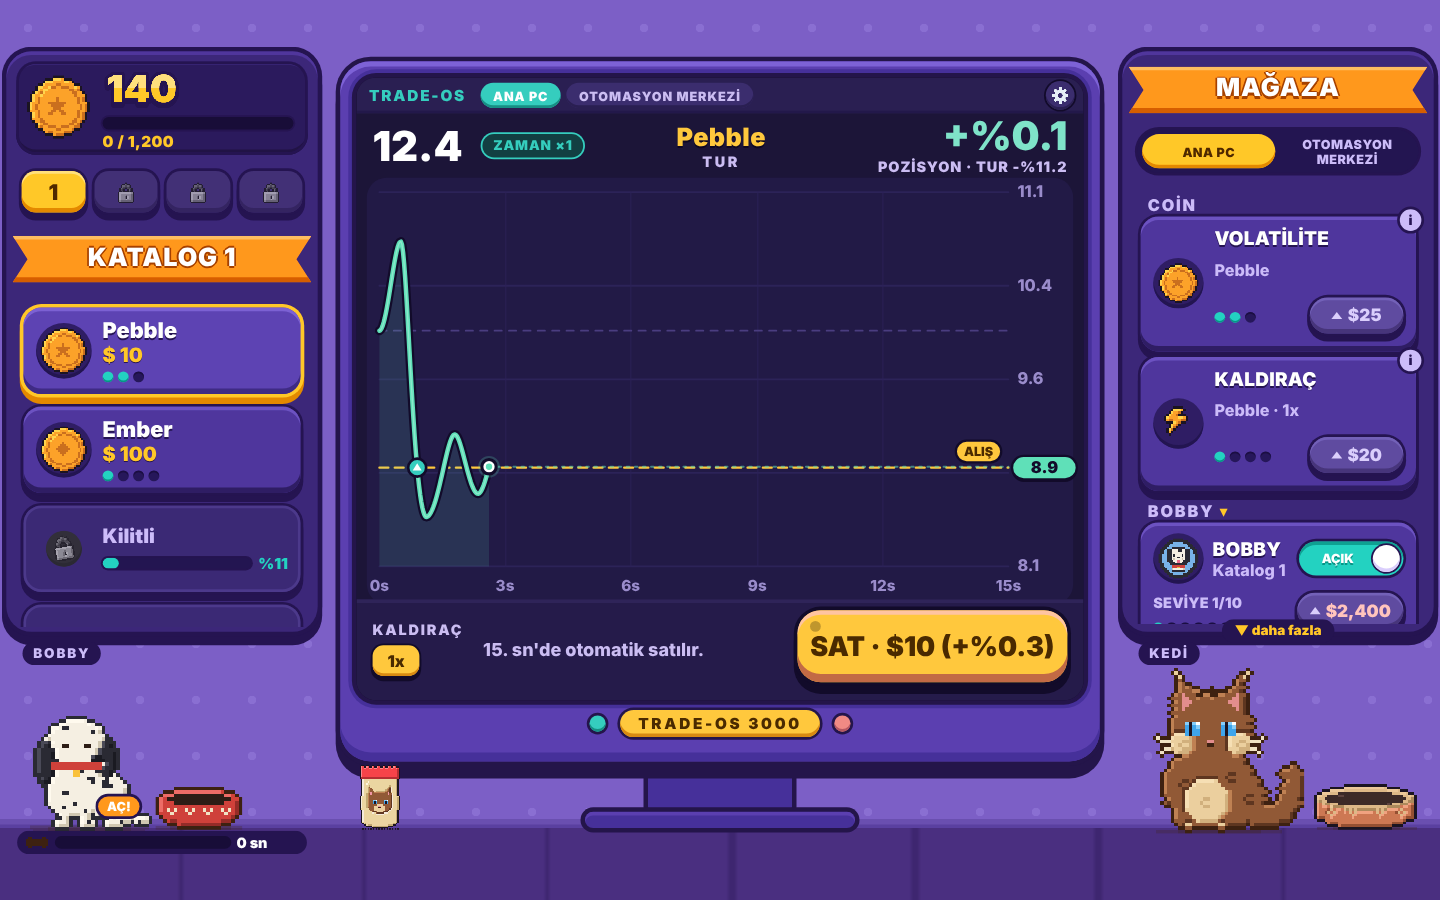 140
0 / 1,200
1
KATALOG 1
Pebble
$ 10
Ember
$ 100
Kilitli
%11
BOBBY
AÇ!
0 sn
TRADE-OS
ANA PC
OTOMASYON MERKEZİ
12.4
ZAMAN ×1
Pebble
TUR
+%0.1
POZİSYON · TUR -%11.2
11.1
10.4
9.6
ALIŞ
8.9
8.1
0s
3s
6s
9s
12s
15s
KALDIRAÇ
1x
15. sn'de otomatik satılır.
SAT · $10 (+%0.3)
TRADE-OS 3000
MAĞAZA
ANA PC
OTOMASYON
MERKEZİ
COİN
i
VOLATİLİTE
Pebble
$25
i
KALDIRAÇ
Pebble · 1x
$20
BOBBY
BOBBY
Katalog 1
AÇIK
SEVİYE 1/10
$2,400
daha fazla
KEDİ